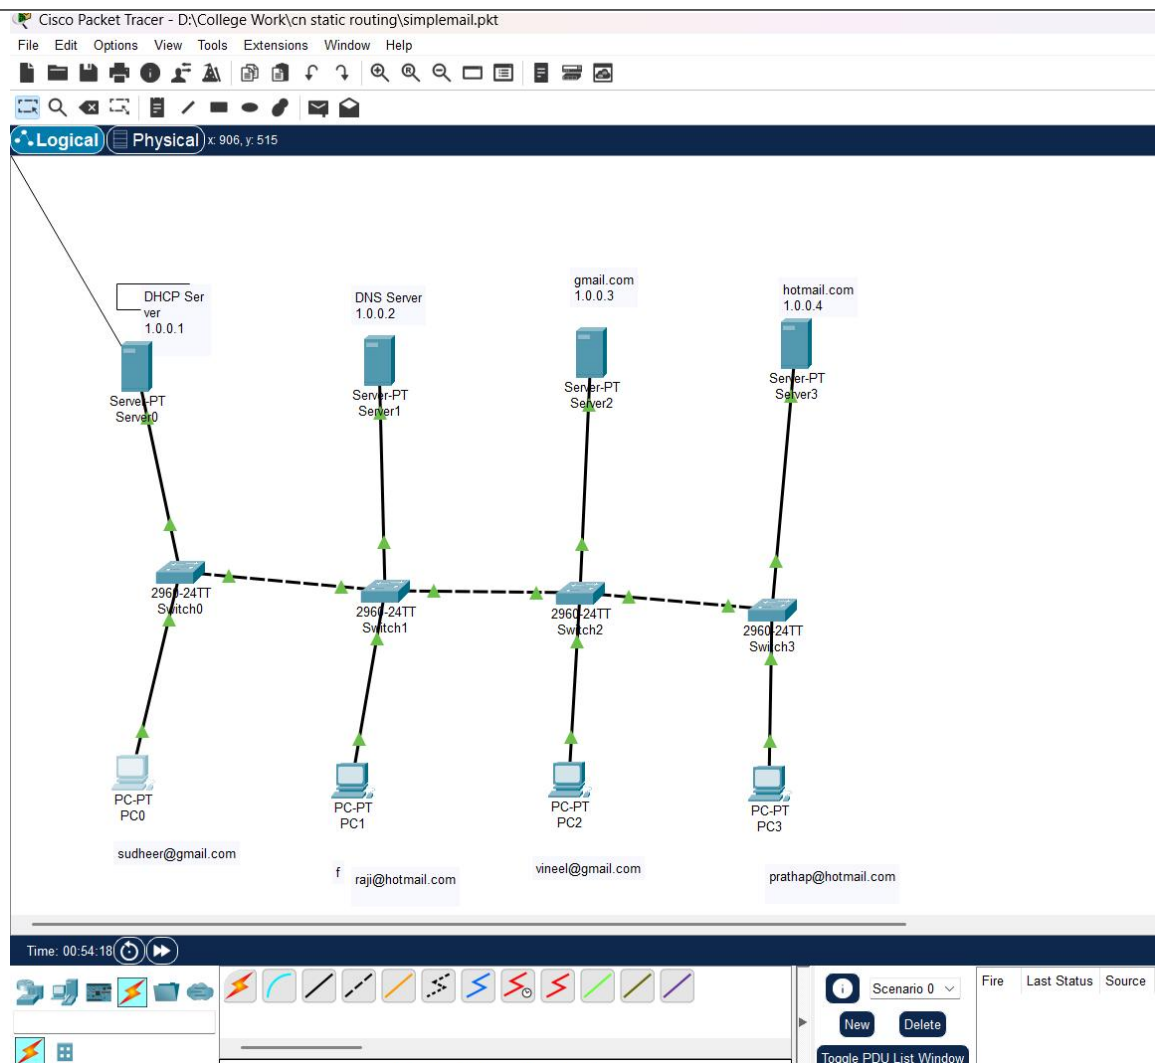 Cisco Packet Tracer - D:\College Work\cn static routing\simplemail.pkt
File Edit Options View Tools Extensions Window Help
Logical Physical x: 906, y: 515
DHCP Ser
ver
1.0.0.1
DNS Server
1.0.0.2
gmail.com
1.0.0.3
hotmail.com
1.0.0.4
Server-PT
Server0
Server-PT
Server1
Server-PT
Server2
Server-PT
Server3
2960-24TT
Switch0
2960-24TT
Switch1
2960-24TT
Switch2
2960-24TT
Switch3
PC-PT
PC0
PC-PT
PC1
PC-PT
PC2
PC-PT
PC3
sudheer@gmail.com
f
raji@hotmail.com
vineel@gmail.com
prathap@hotmail.com
Time: 00:54:18
Scenario 0
Fire Last Status Source
New Delete
Toggle PDU List Window